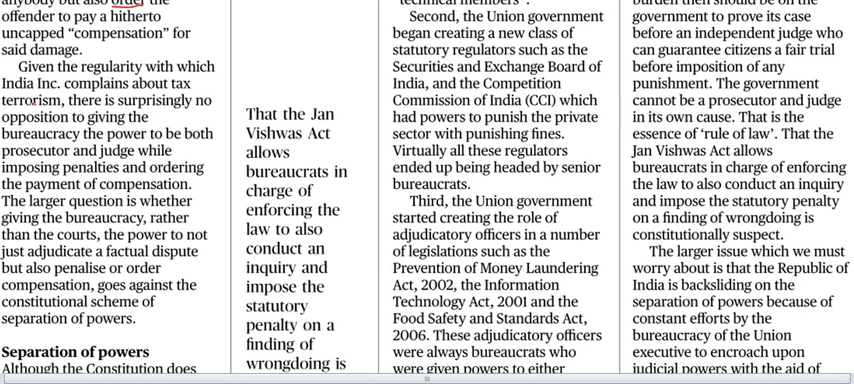 anybody but also order the
offender to pay a hitherto
uncapped “compensation” for
said damage.
Given the regularity with which
India Inc. complains about tax
terrorism, there is surprisingly no
opposition to giving the
bureaucracy the power to be both
prosecutor and judge while
imposing penalties and ordering
the payment of compensation.
The larger question is whether
giving the bureaucracy, rather
than the courts, the power to not
just adjudicate a factual dispute
but also penalise or order
compensation, goes against the
constitutional scheme of
separation of powers.
Separation of powers
Although the Constitution does
That the Jan
Vishwas Act
allows
bureaucrats in
charge of
enforcing the
law to also
conduct an
inquiry and
impose the
statutory
penalty on a
finding of
wrongdoing is
technical members”.
Second, the Union government
began creating a new class of
statutory regulators such as the
Securities and Exchange Board of
India, and the Competition
Commission of India (CCI) which
had powers to punish the private
sector with punishing fines.
Virtually all these regulators
ended up being headed by senior
bureaucrats.
Third, the Union government
started creating the role of
adjudicatory officers in a number
of legislations such as the
Prevention of Money Laundering
Act, 2002, the Information
Technology Act, 2001 and the
Food Safety and Standards Act,
2006. These adjudicatory officers
were always bureaucrats who
were given powers to either
burden then should be on the
government to prove its case
before an independent judge who
can guarantee citizens a fair trial
before imposition of any
punishment. The government
cannot be a prosecutor and judge
in its own cause. That is the
essence of ‘rule of law’. That the
Jan Vishwas Act allows
bureaucrats in charge of enforcing
the law to also conduct an inquiry
and impose the statutory penalty
on a finding of wrongdoing is
constitutionally suspect.
The larger issue which we must
worry about is that the Republic of
India is backsliding on the
separation of powers because of
constant efforts by the
bureaucracy of the Union
executive to encroach upon
judicial powers with the aid of